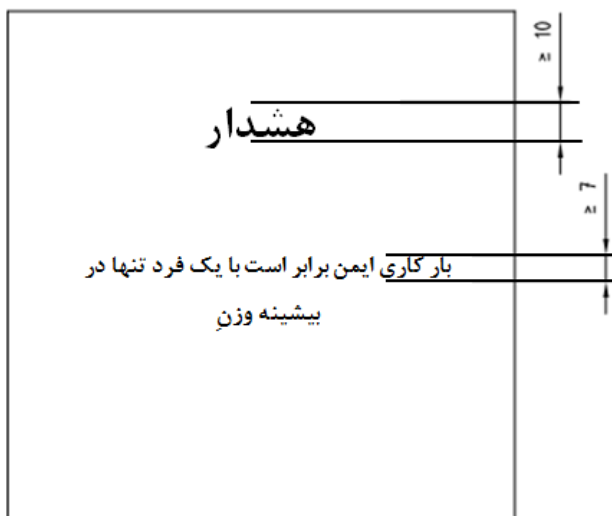 ≥ 10
هشدار
≥ 7
بار کاریِ ایمن برابر است با یک فرد تنها در
بیشینه وزنِ